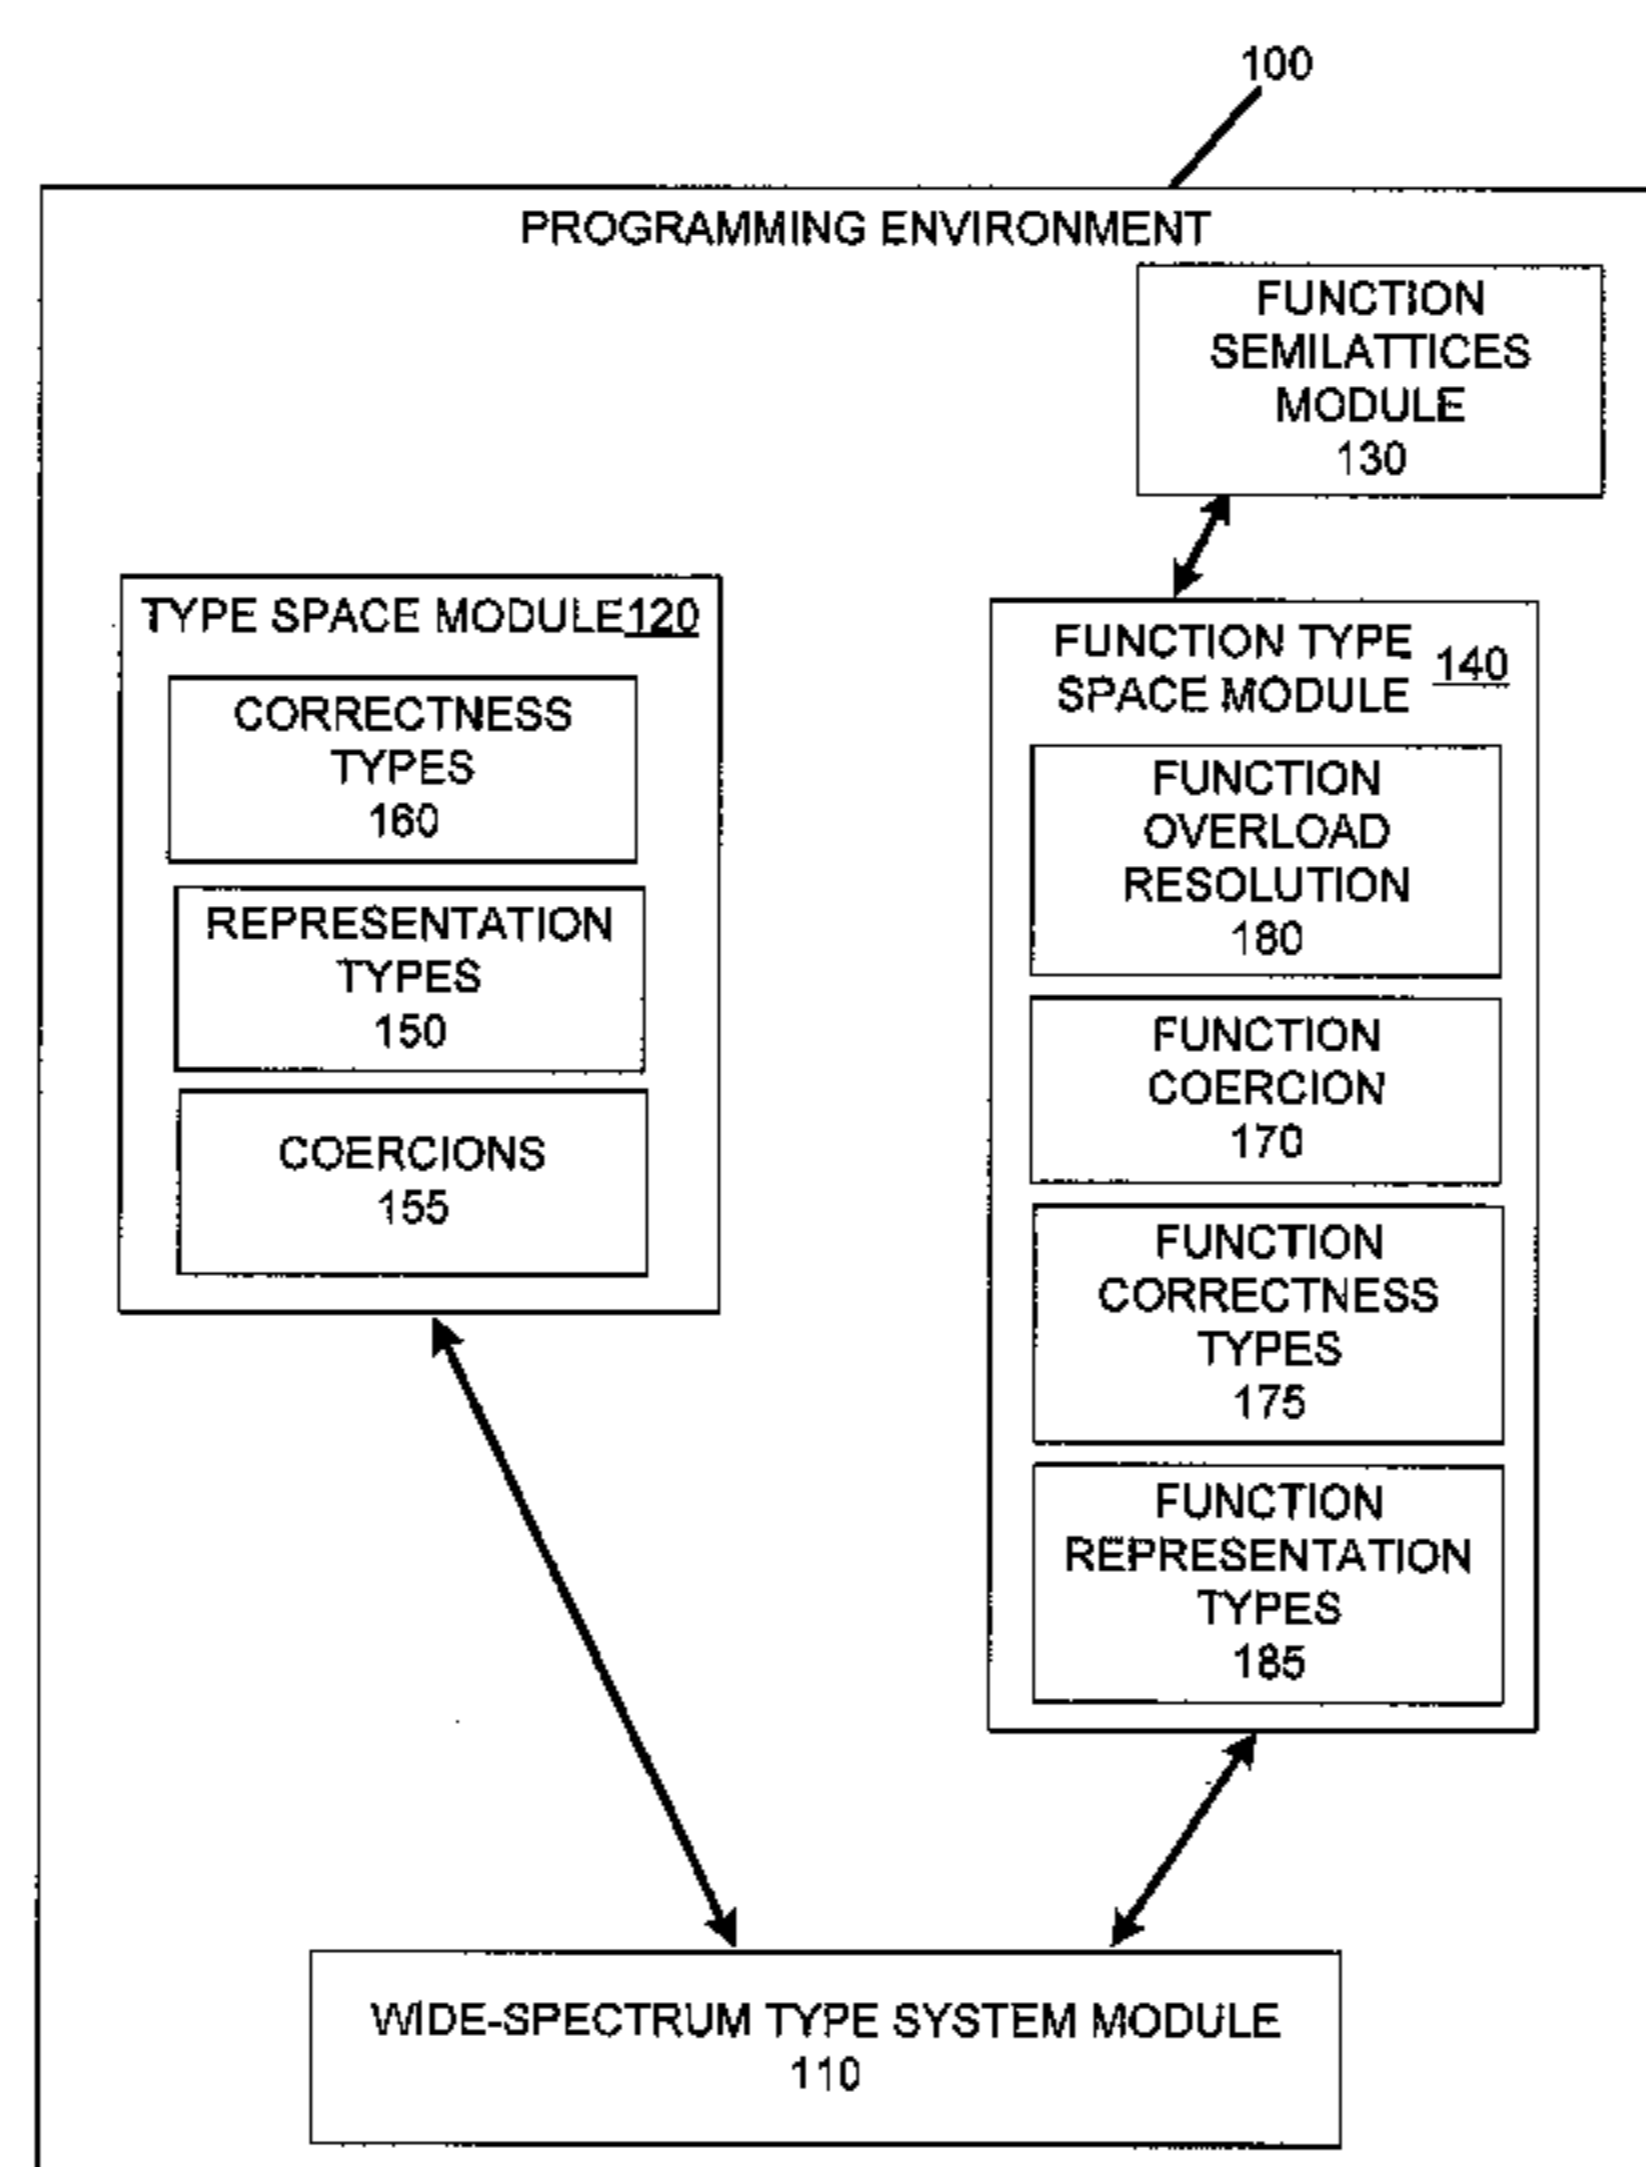 100
PROGRAMMING ENVIRONMENT
FUNCTION
SEMILATTICES
MODULE
130
TYPE SPACE MODULE 120
CORRECTNESS
TYPES
160
REPRESENTATION
TYPES
150
COERCIONS
155
FUNCTION TYPE
SPACE MODULE 140
FUNCTION
OVERLOAD
RESOLUTION
180
FUNCTION
COERCION
170
FUNCTION
CORRECTNESS
TYPES
175
FUNCTION
REPRESENTATION
TYPES
185
WIDE-SPECTRUM TYPE SYSTEM MODULE
110